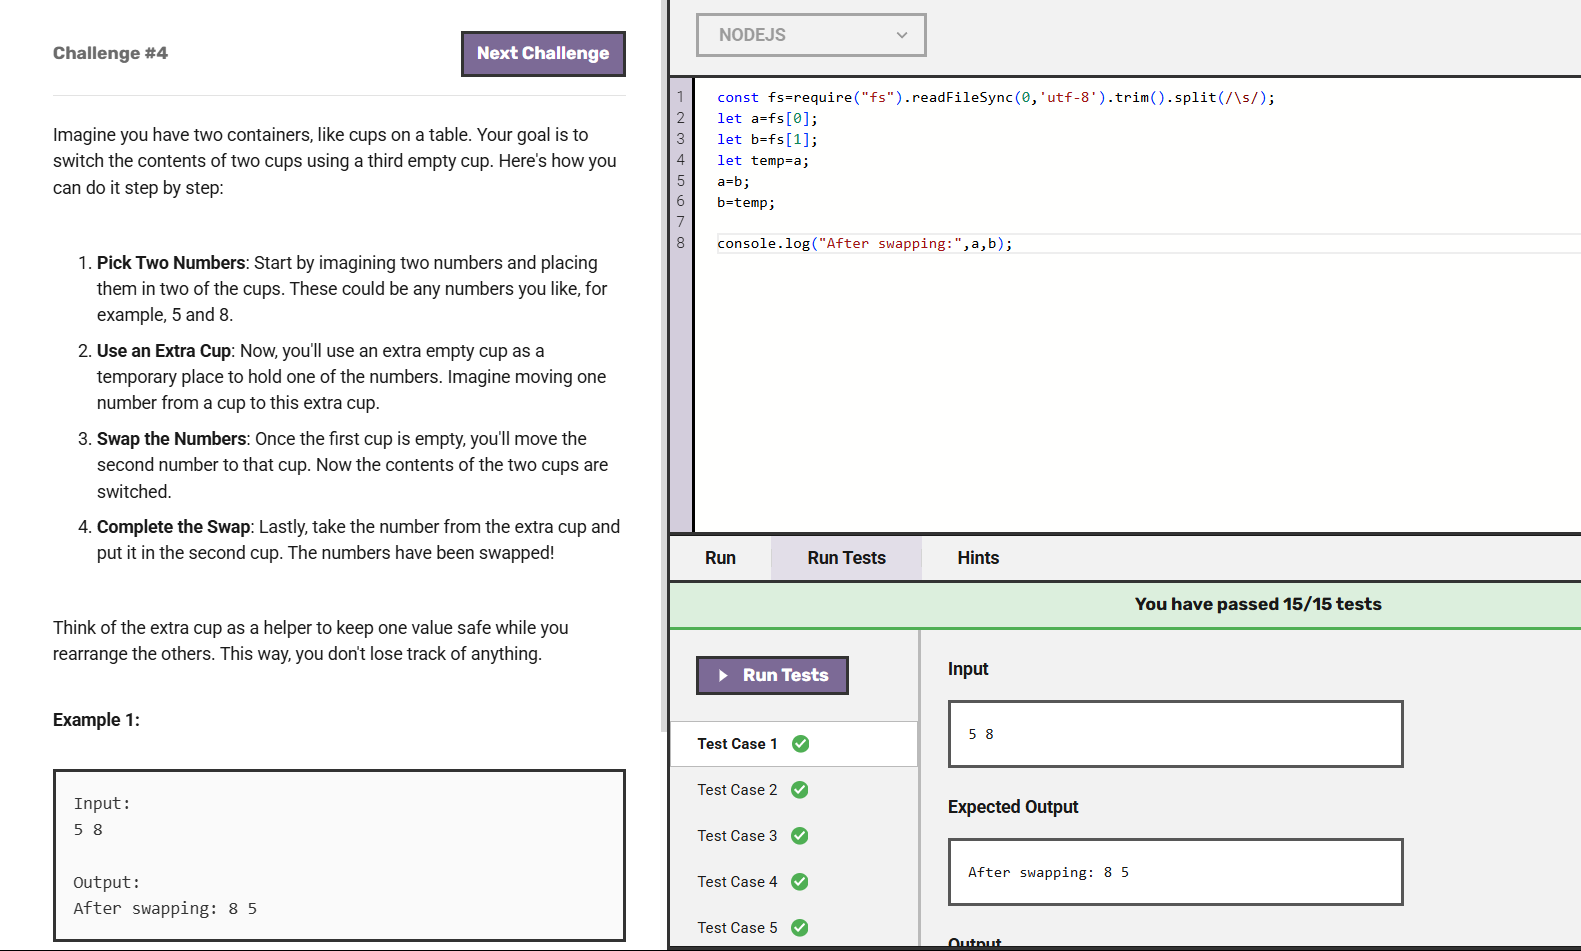 Challenge #4
Next Challenge
Imagine you have two containers, like cups on a table. Your goal is to
switch the contents of two cups using a third empty cup. Here's how you
can do it step by step:
1. Pick Two Numbers: Start by imagining two numbers and placing
them in two of the cups. These could be any numbers you like, for
example, 5 and 8.
2. Use an Extra Cup: Now, you'll use an extra empty cup as a
temporary place to hold one of the numbers. Imagine moving one
number from a cup to this extra cup.
3. Swap the Numbers: Once the first cup is empty, you'll move the
second number to that cup. Now the contents of the two cups are
switched.
4. Complete the Swap: Lastly, take the number from the extra cup and
put it in the second cup. The numbers have been swapped!
Think of the extra cup as a helper to keep one value safe while you
rearrange the others. This way, you don't lose track of anything.
Example 1:
Input:
5 8
Output:
After swapping: 8 5
NODEJS
1 const fs=require("fs").readFileSync(0,'utf-8').trim().split(/\s/);
2 let a=fs[0];
3 let b=fs[1];
4 let temp=a;
5 a=b;
6 b=temp;
7
8 console.log("After swapping:",a,b);
Run Run Tests Hints
You have passed 15/15 tests
Run Tests
Test Case 1
Test Case 2
Test Case 3
Test Case 4
Test Case 5
Input
5 8
Expected Output
After swapping: 8 5
Output